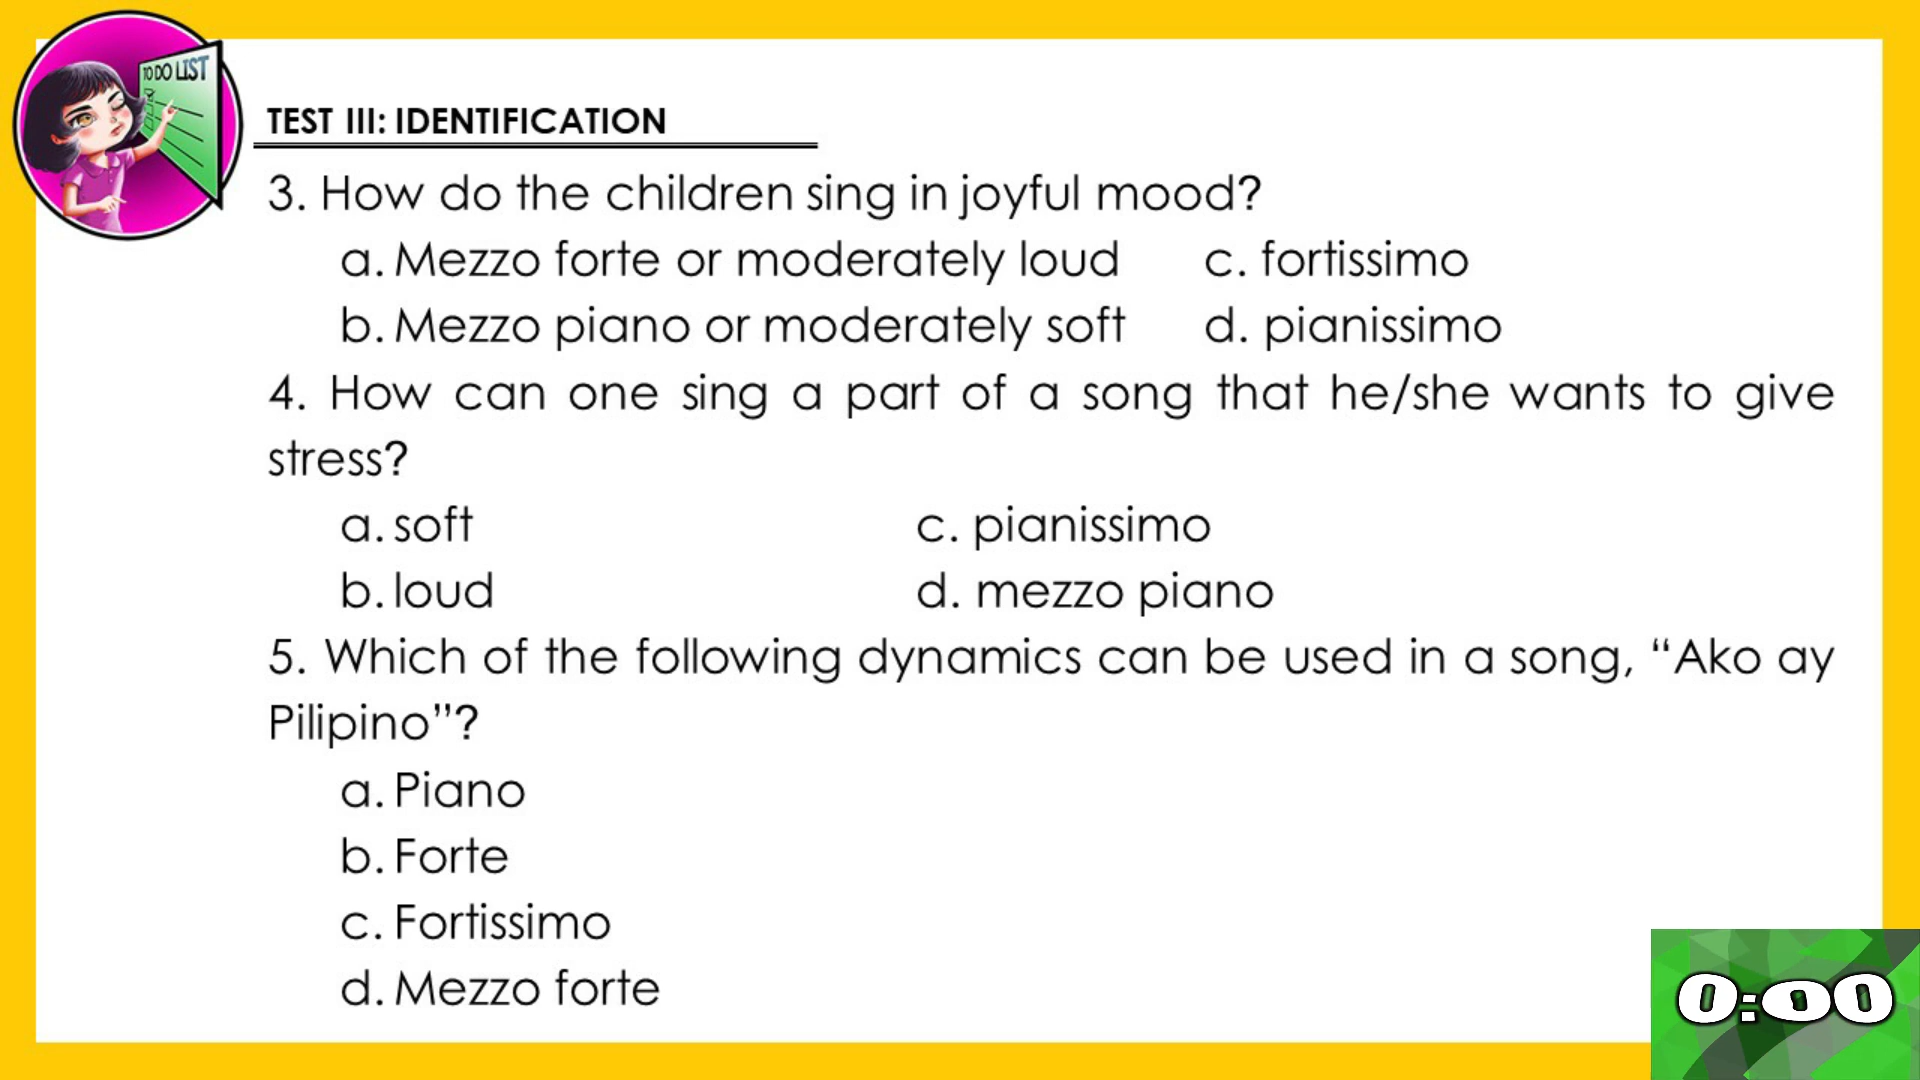 TO DO LIST
TEST III: IDENTIFICATION
3. How do the children sing in joyful mood?
a. Mezzo forte or moderately loud c. fortissimo
b. Mezzo piano or moderately soft d. pianissimo
4. How can one sing a part of a song that he/she wants to give
stress?
a. soft c. pianissimo
b. loud d. mezzo piano
5. Which of the following dynamics can be used in a song, “Ako ay
Pilipino”?
a. Piano
b. Forte
c. Fortissimo
d. Mezzo forte
0:00